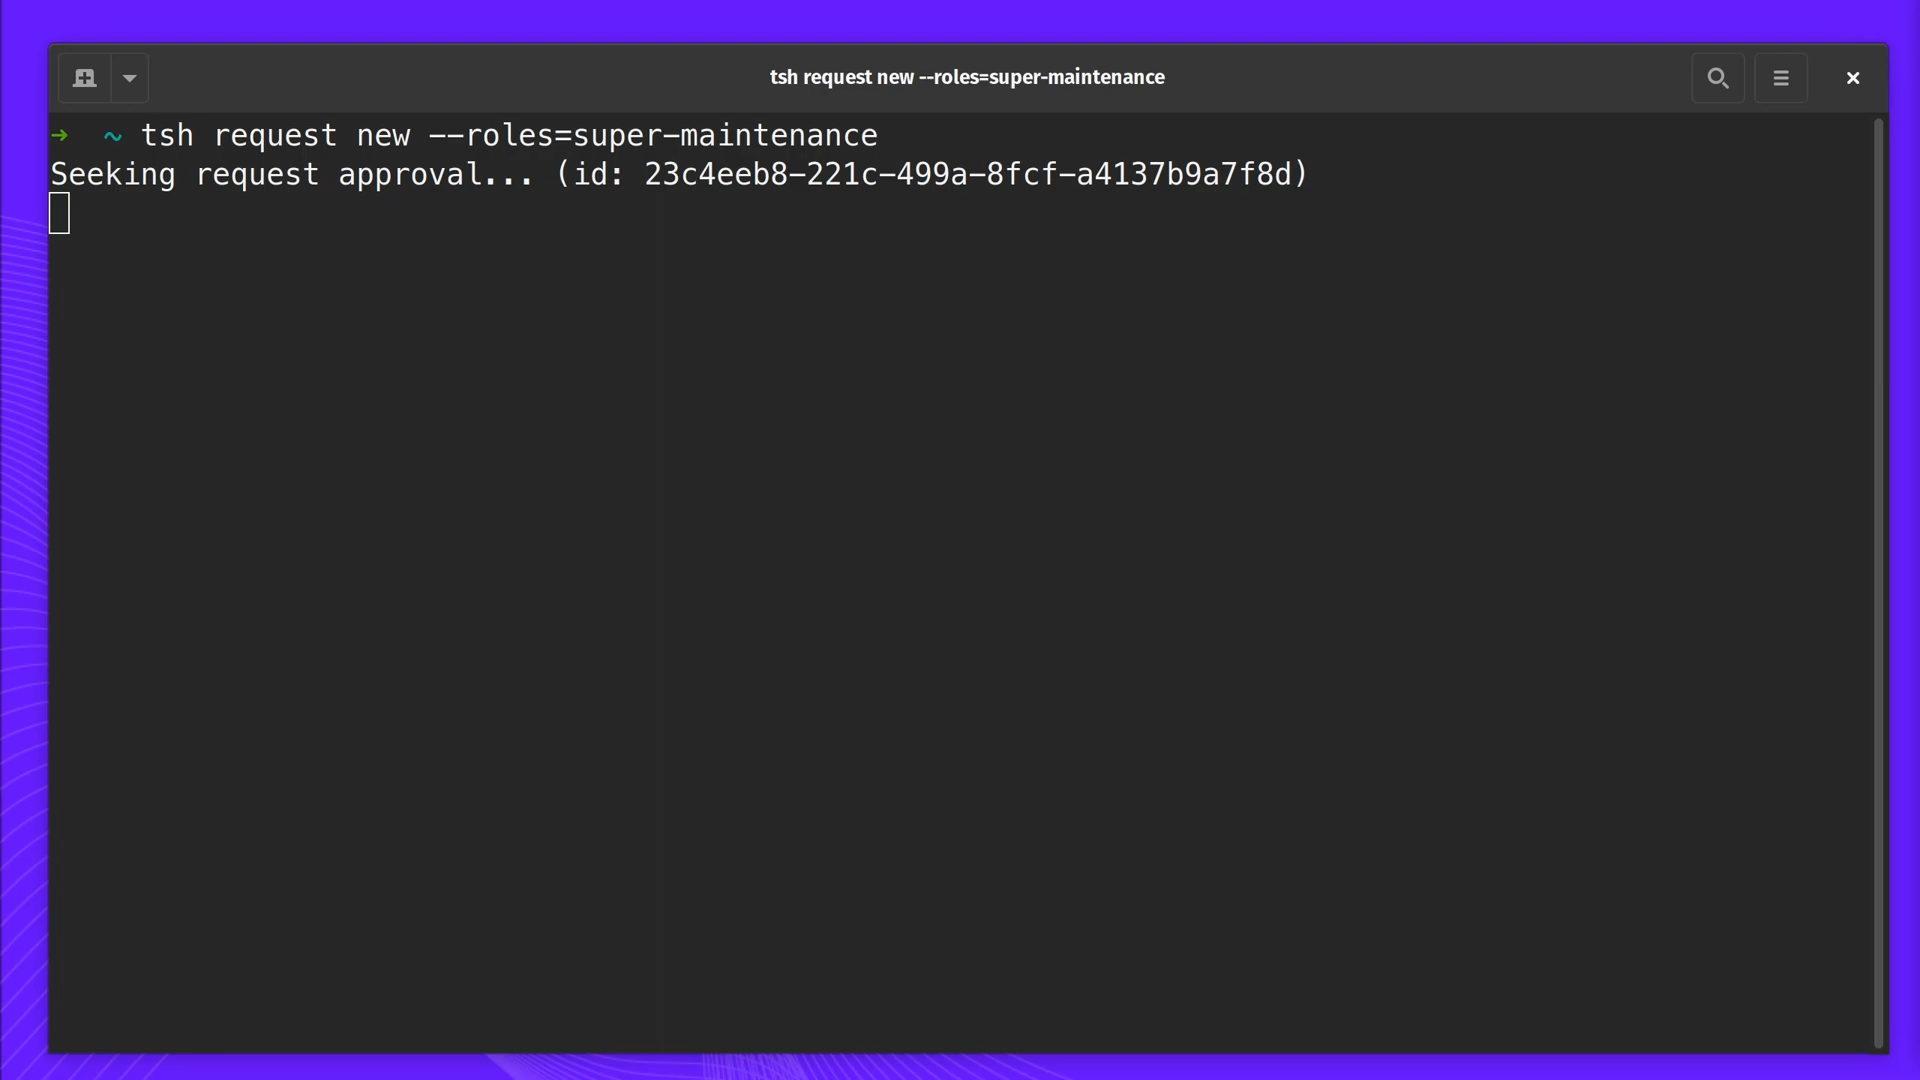 tsh request new --roles=super-maintenance
➜ ~ tsh request new --roles=super-maintenance
Seeking request approval... (id: 23c4eeb8-221c-499a-8fcf-a4137b9a7f8d)